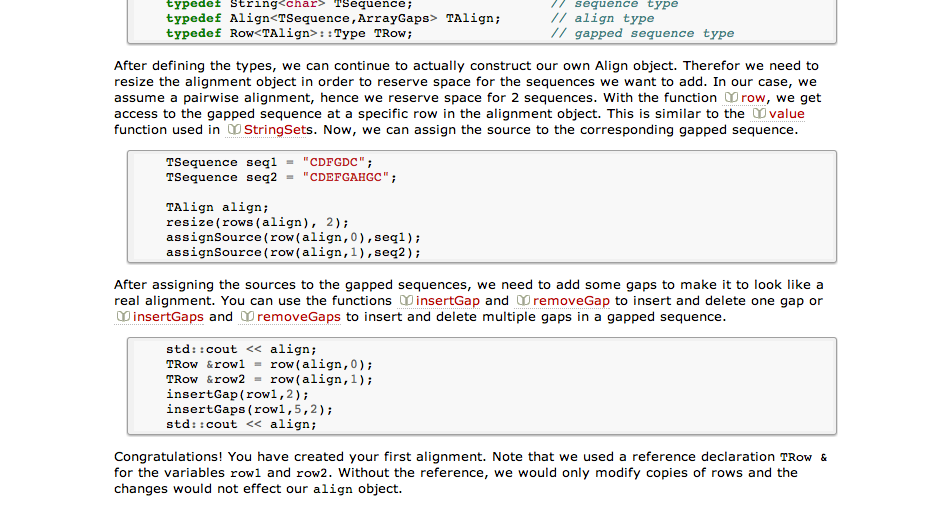 typedef String<char> TSequence; // sequence type
typedef Align<TSequence,ArrayGaps> TAlign; // align type
typedef Row<TAlign>::Type TRow; // gapped sequence type
After defining the types, we can continue to actually construct our own Align object. Therefor we need to
resize the alignment object in order to reserve space for the sequences we want to add. In our case, we
assume a pairwise alignment, hence we reserve space for 2 sequences. With the function row, we get
access to the gapped sequence at a specific row in the alignment object. This is similar to the value
function used in StringSets. Now, we can assign the source to the corresponding gapped sequence.
TSequence seq1 = "CDFGDC";
TSequence seq2 = "CDEFGAHGC";
TAlign align;
resize(rows(align), 2);
assignSource(row(align,0),seq1);
assignSource(row(align,1),seq2);
After assigning the sources to the gapped sequences, we need to add some gaps to make it to look like a
real alignment. You can use the functions insertGap and removeGap to insert and delete one gap or
insertGaps and removeGaps to insert and delete multiple gaps in a gapped sequence.
std::cout << align;
TRow &row1 = row(align,0);
TRow &row2 = row(align,1);
insertGap(row1,2);
insertGaps(row1,5,2);
std::cout << align;
Congratulations! You have created your first alignment. Note that we used a reference declaration TRow &
for the variables row1 and row2. Without the reference, we would only modify copies of rows and the
changes would not effect our align object.